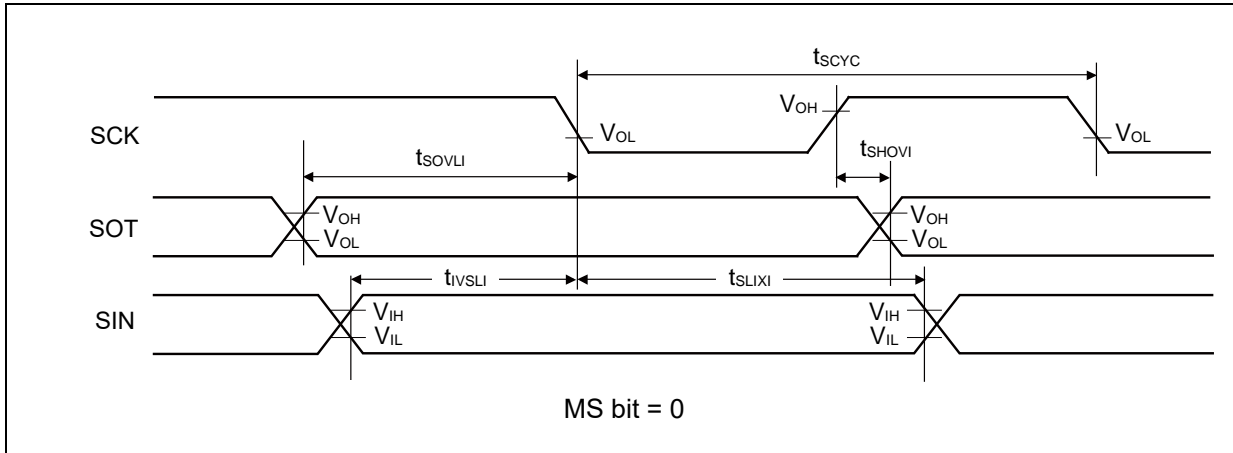 tSCYC
SCK
VOH
VOL
VOL
tSOVLI
tSHOVI
SOT
VOH
VOL
VOH
VOL
tIVSLI
tSLIXI
SIN
VIH
VIL
VIH
VIL
MS bit = 0